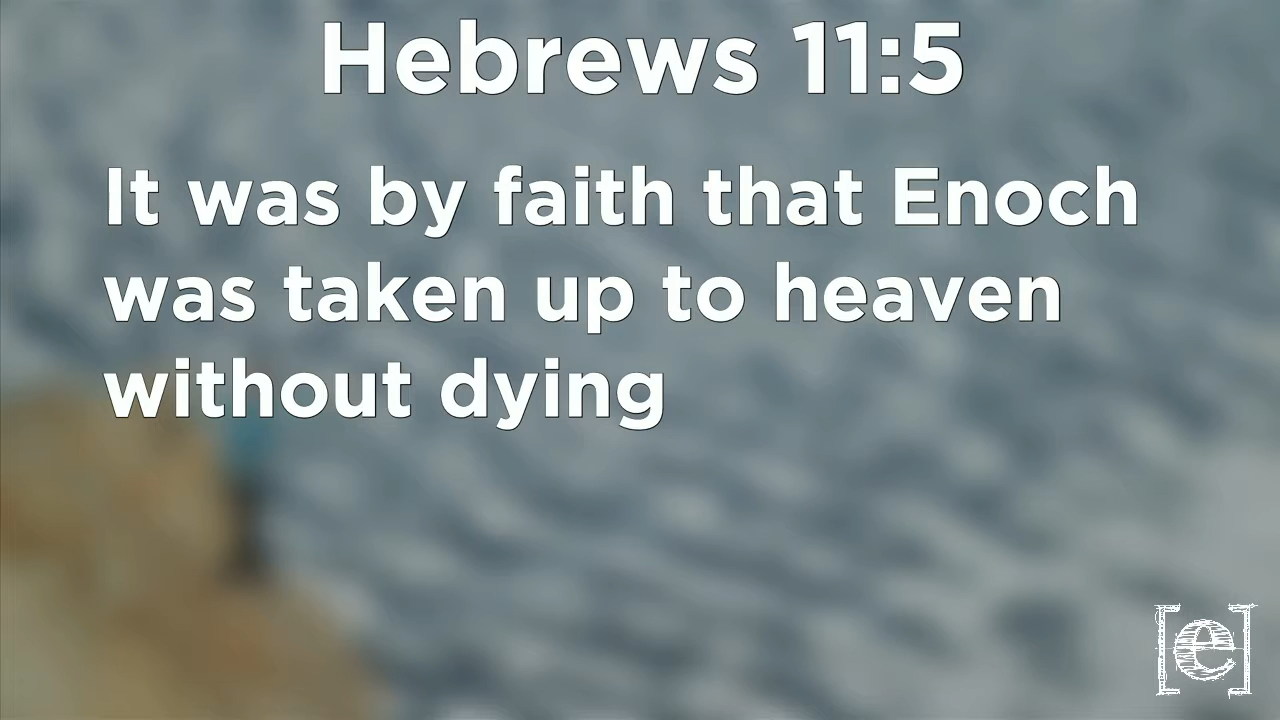 Hebrews 11:5
It was by faith that Enoch
was taken up to heaven
without dying
[e]